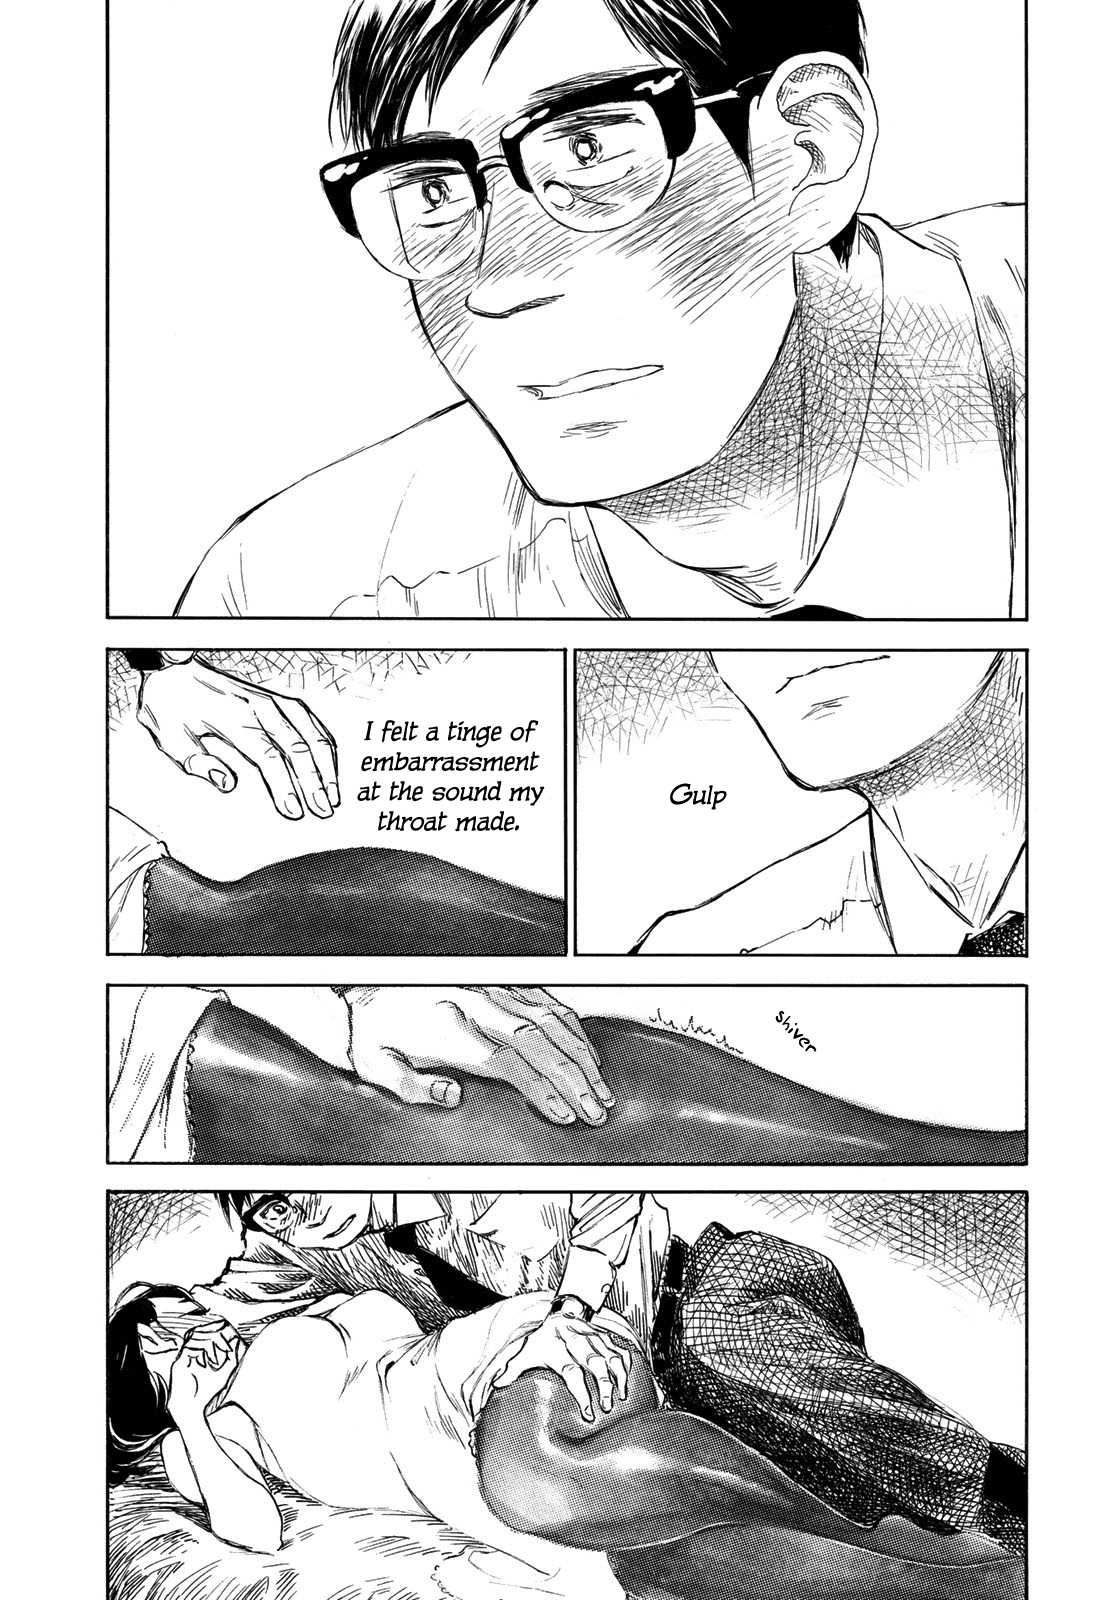 Gulp
I felt a tinge of
embarrassment
at the sound my
throat made.
shiver